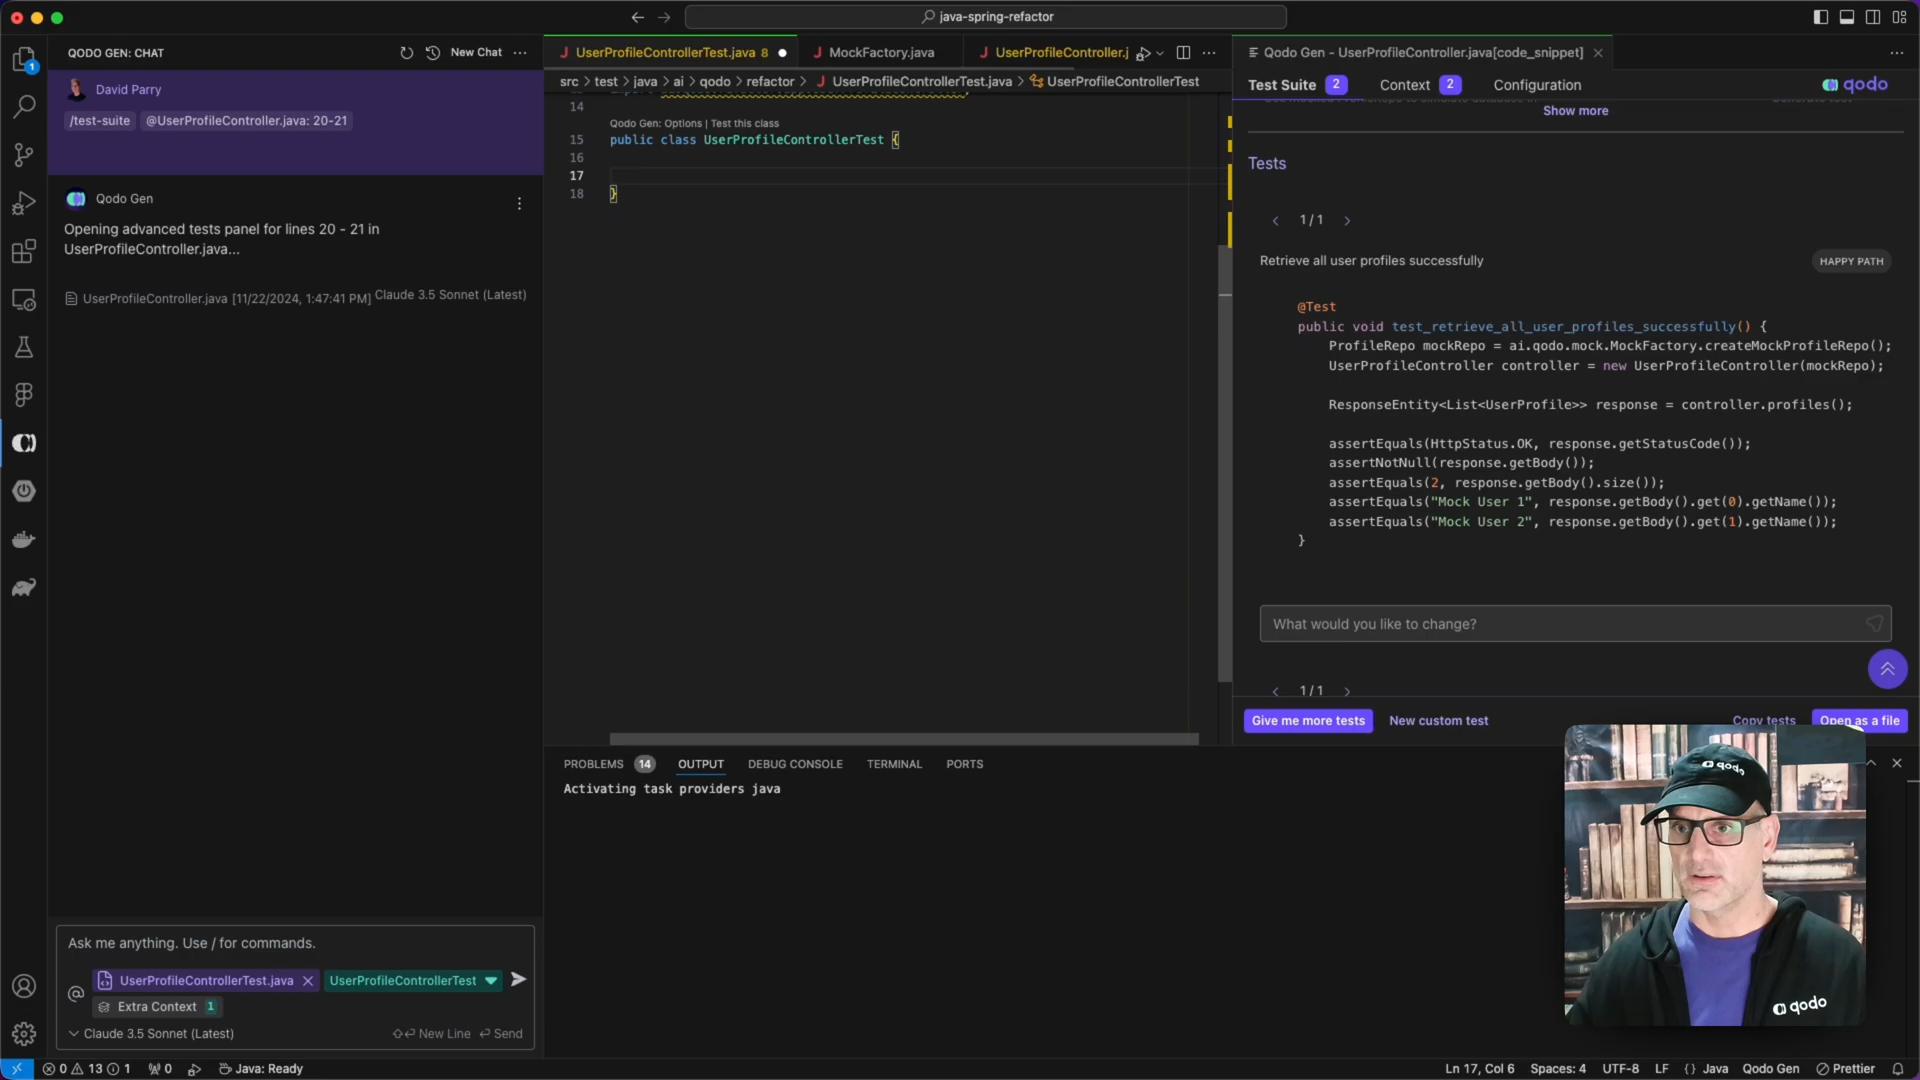 java-spring-refactor
QODO GEN: CHAT
New Chat
David Parry
/test-suite @UserProfileController.java: 20-21
Qodo Gen
Opening advanced tests panel for lines 20 - 21 in
UserProfileController.java...
UserProfileController.java [11/22/2024, 1:47:41 PM] Claude 3.5 Sonnet (Latest)
1
Ask me anything. Use / for commands.
@ UserProfileControllerTest.java UserProfileControllerTest
Extra Context 1
Claude 3.5 Sonnet (Latest) New Line Send
UserProfileControllerTest.java 8 MockFactory.java UserProfileController.j
src > test > java > ai > qodo > refactor > UserProfileControllerTest.java > UserProfileControllerTest
14
Qodo Gen: Options | Test this class
15 public class UserProfileControllerTest {
16
17
18 }
Qodo Gen - UserProfileController.java[code_snippet]
Test Suite 2 Context 2 Configuration qodo
Show more
Tests
1/1
Retrieve all user profiles successfully HAPPY PATH
@Test
public void test_retrieve_all_user_profiles_successfully() {
ProfileRepo mockRepo = ai.qodo.mock.MockFactory.createMockProfileRepo();
UserProfileController controller = new UserProfileController(mockRepo);
ResponseEntity<List<UserProfile>> response = controller.profiles();
assertEquals(HttpStatus.OK, response.getStatusCode());
assertNotNull(response.getBody());
assertEquals(2, response.getBody().size());
assertEquals("Mock User 1", response.getBody().get(0).getName());
assertEquals("Mock User 2", response.getBody().get(1).getName());
}
What would you like to change?
1/1
Give me more tests New custom test Copy tests Open as a file
PROBLEMS 14 OUTPUT DEBUG CONSOLE TERMINAL PORTS
Activating task providers java
qodo
qodo
0 13 1 0 Java: Ready Ln 17, Col 6 Spaces: 4 UTF-8 LF {} Java Qodo Gen Prettier